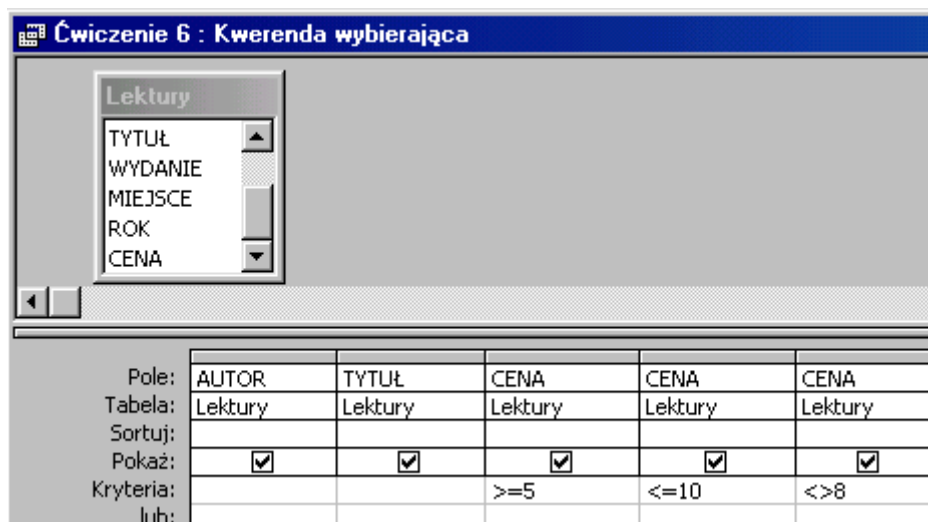 Ćwiczenie 6 : Kwerenda wybierająca
Lektury
TYTUŁ
WYDANIE
MIEJSCE
ROK
CENA
Pole: AUTOR TYTUŁ CENA CENA CENA
Tabela: Lektury Lektury Lektury Lektury Lektury
Sortuj:
Pokaż:
Kryteria: >=5 <=10 <>8
lub: